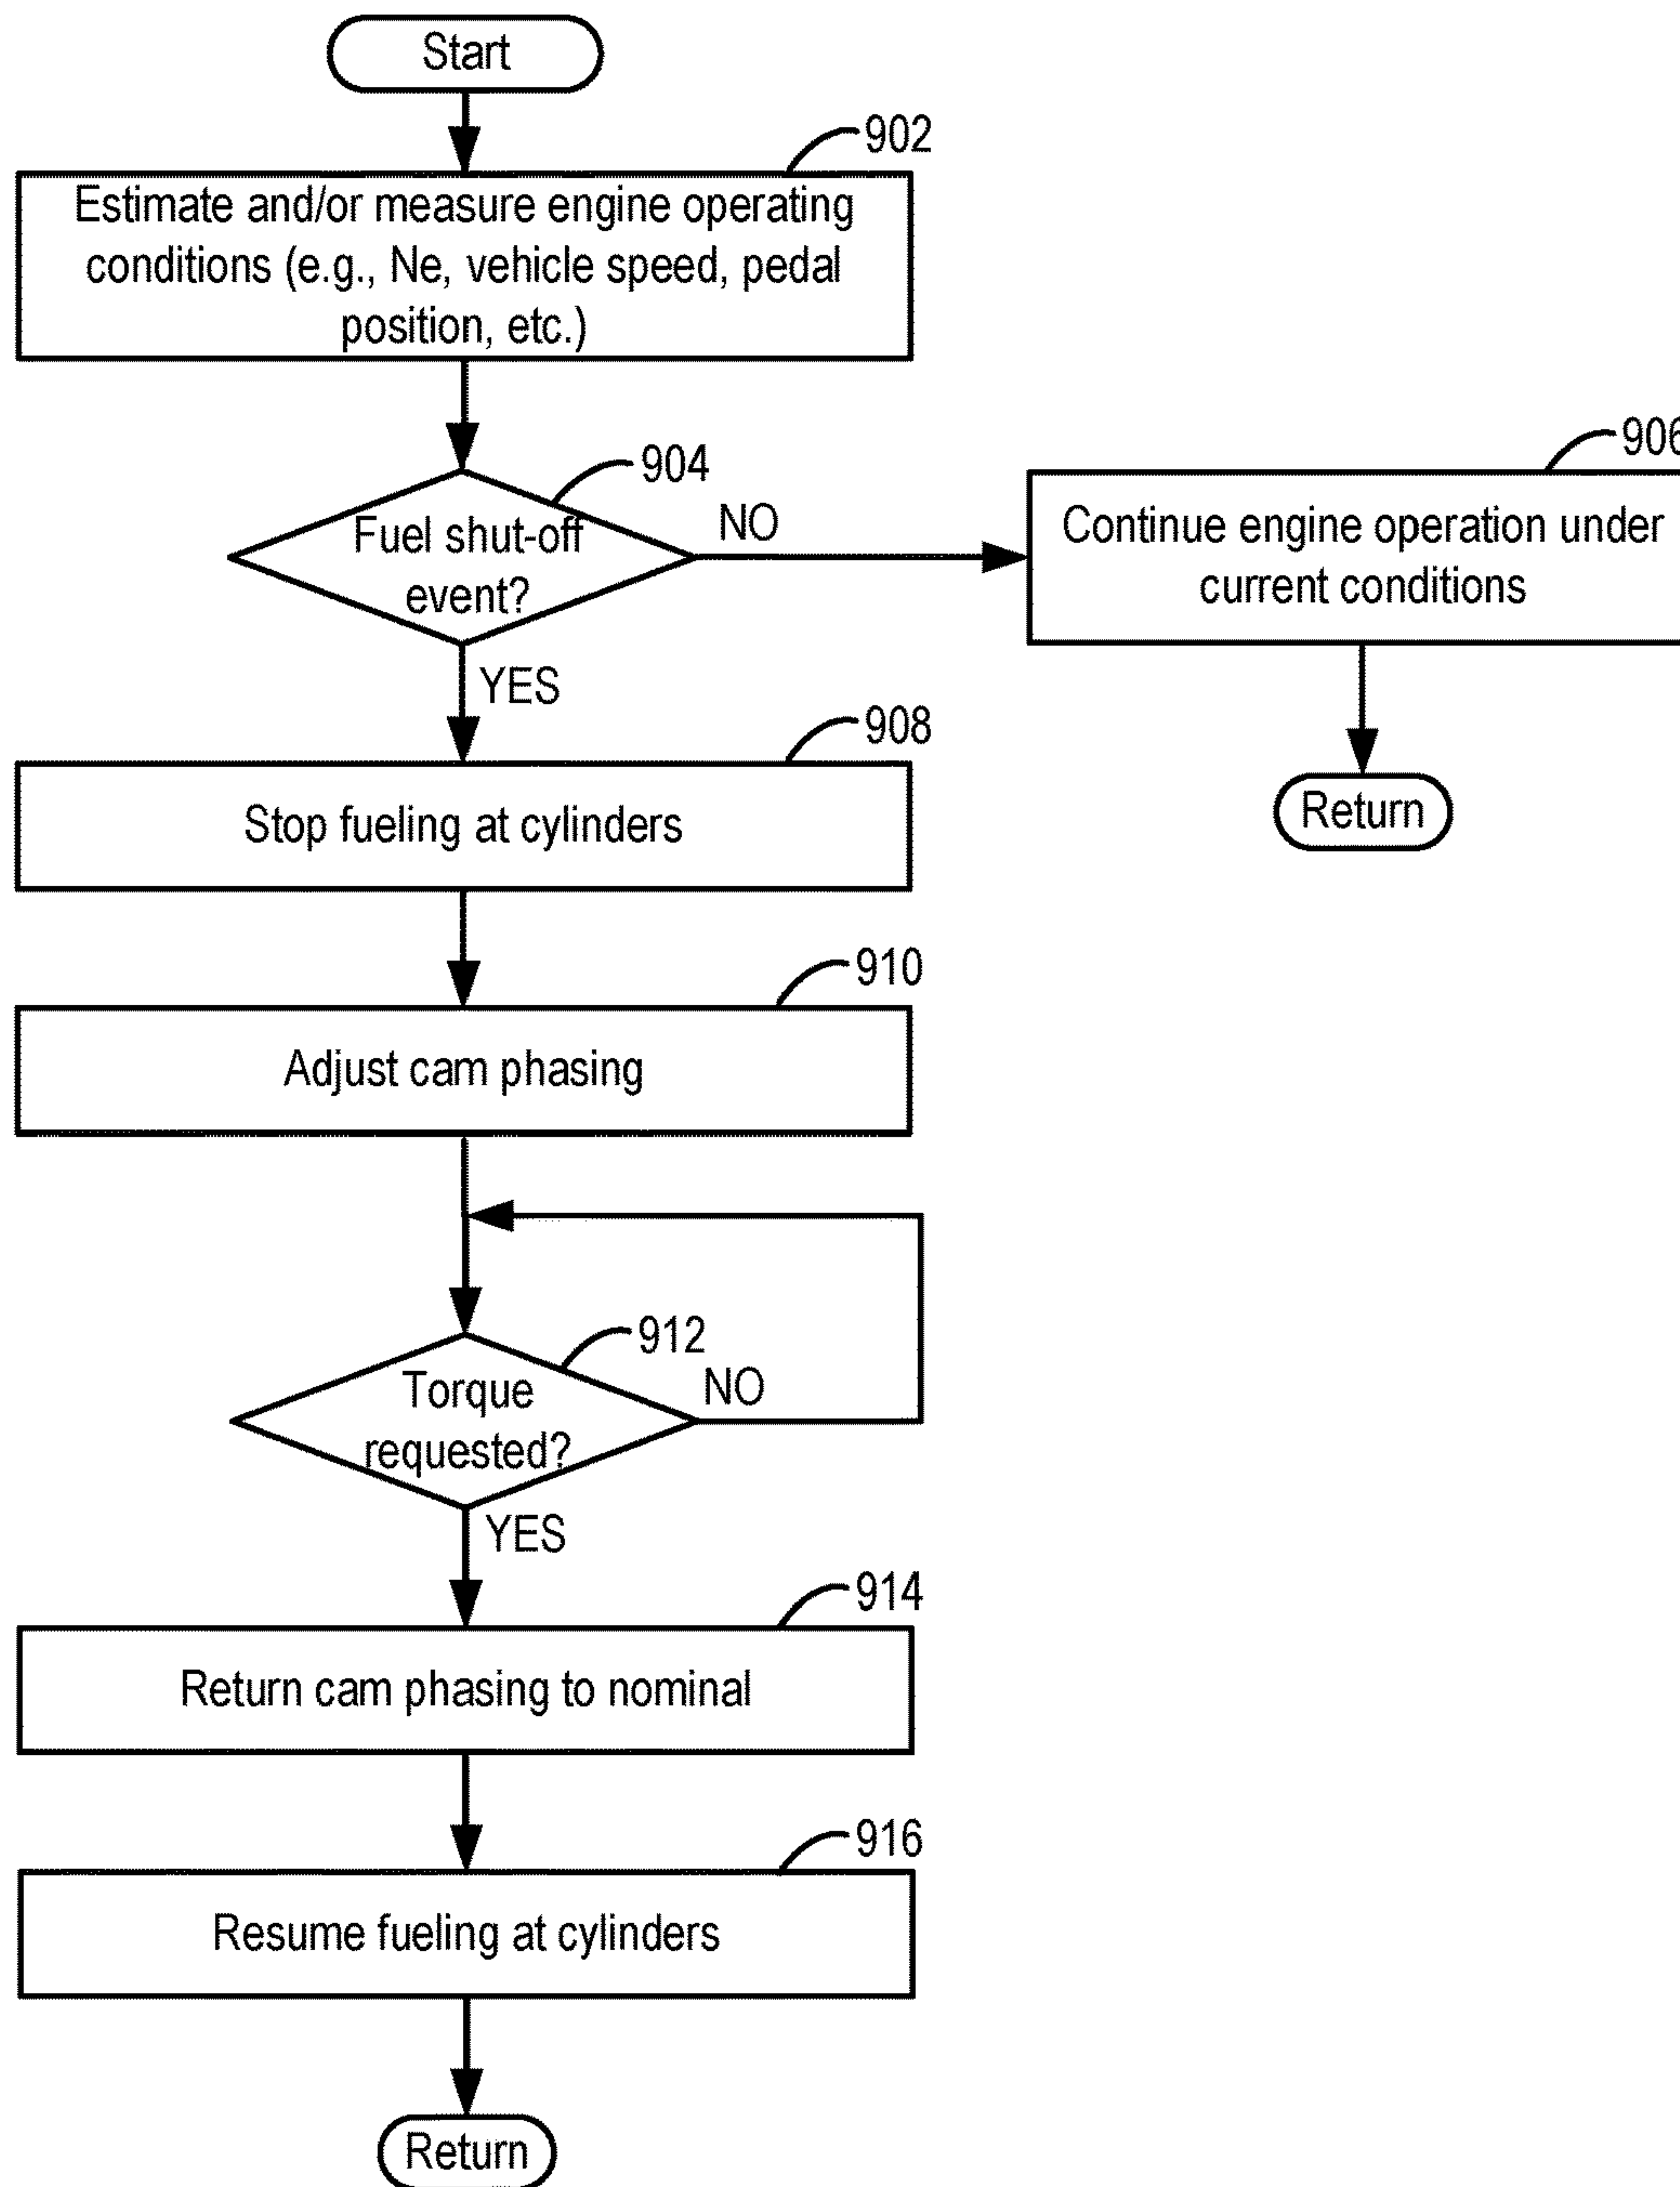 Start
902
Estimate and/or measure engine operating
conditions (e.g., Ne, vehicle speed, pedal
position, etc.)
904
Fuel shut-off
event?
NO
YES
906
Continue engine operation under
current conditions
Return
908
Stop fueling at cylinders
910
Adjust cam phasing
912
Torque
requested?
NO
YES
914
Return cam phasing to nominal
916
Resume fueling at cylinders
Return